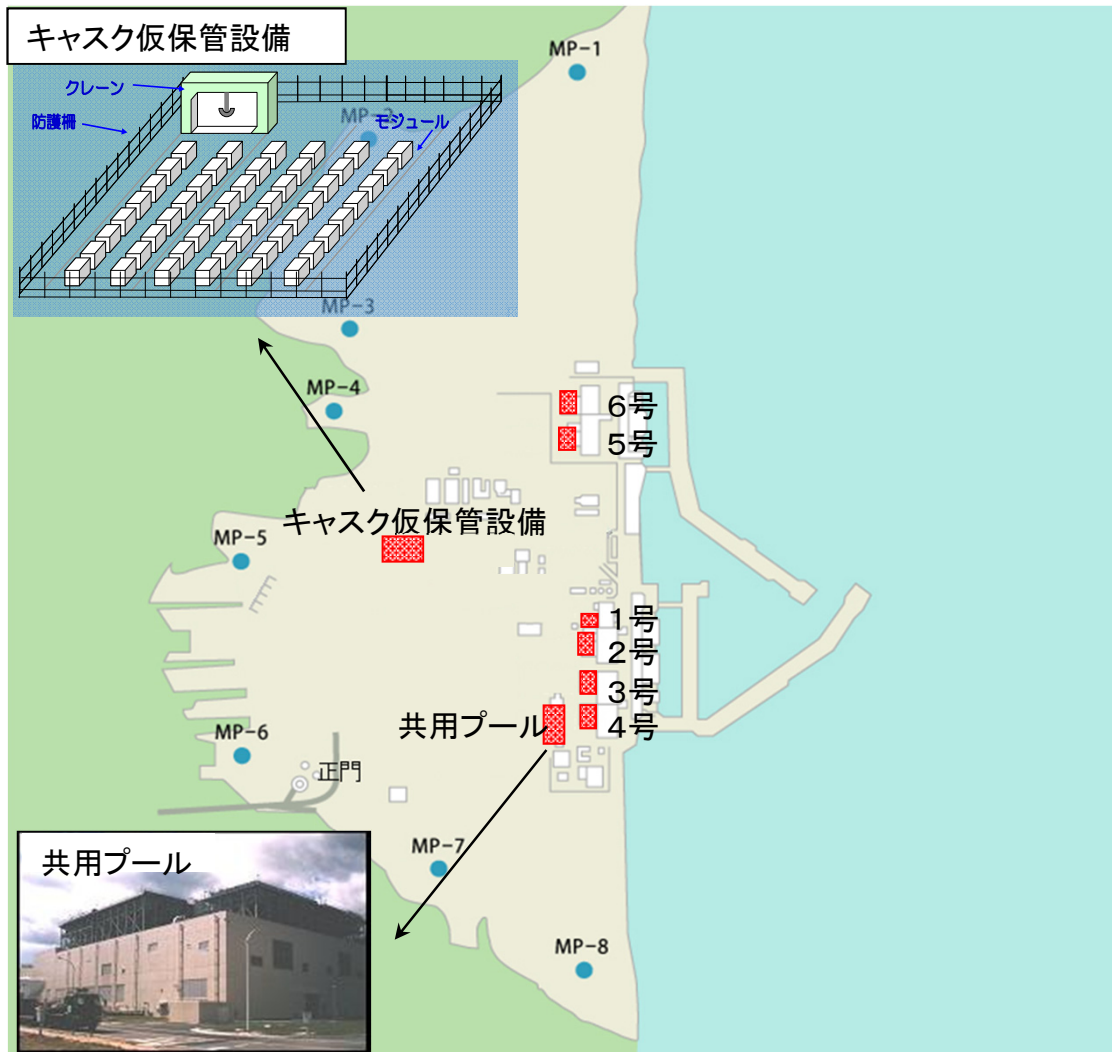 キャスク仮保管設備
MP-1
クレーン
防護柵
MP-2
モジュール
MP-3
MP-4
6号
5号
キャスク仮保管設備
MP-5
1号
2号
3号
共用プール
4号
MP-6
正門
MP-7
共用プール
MP-8